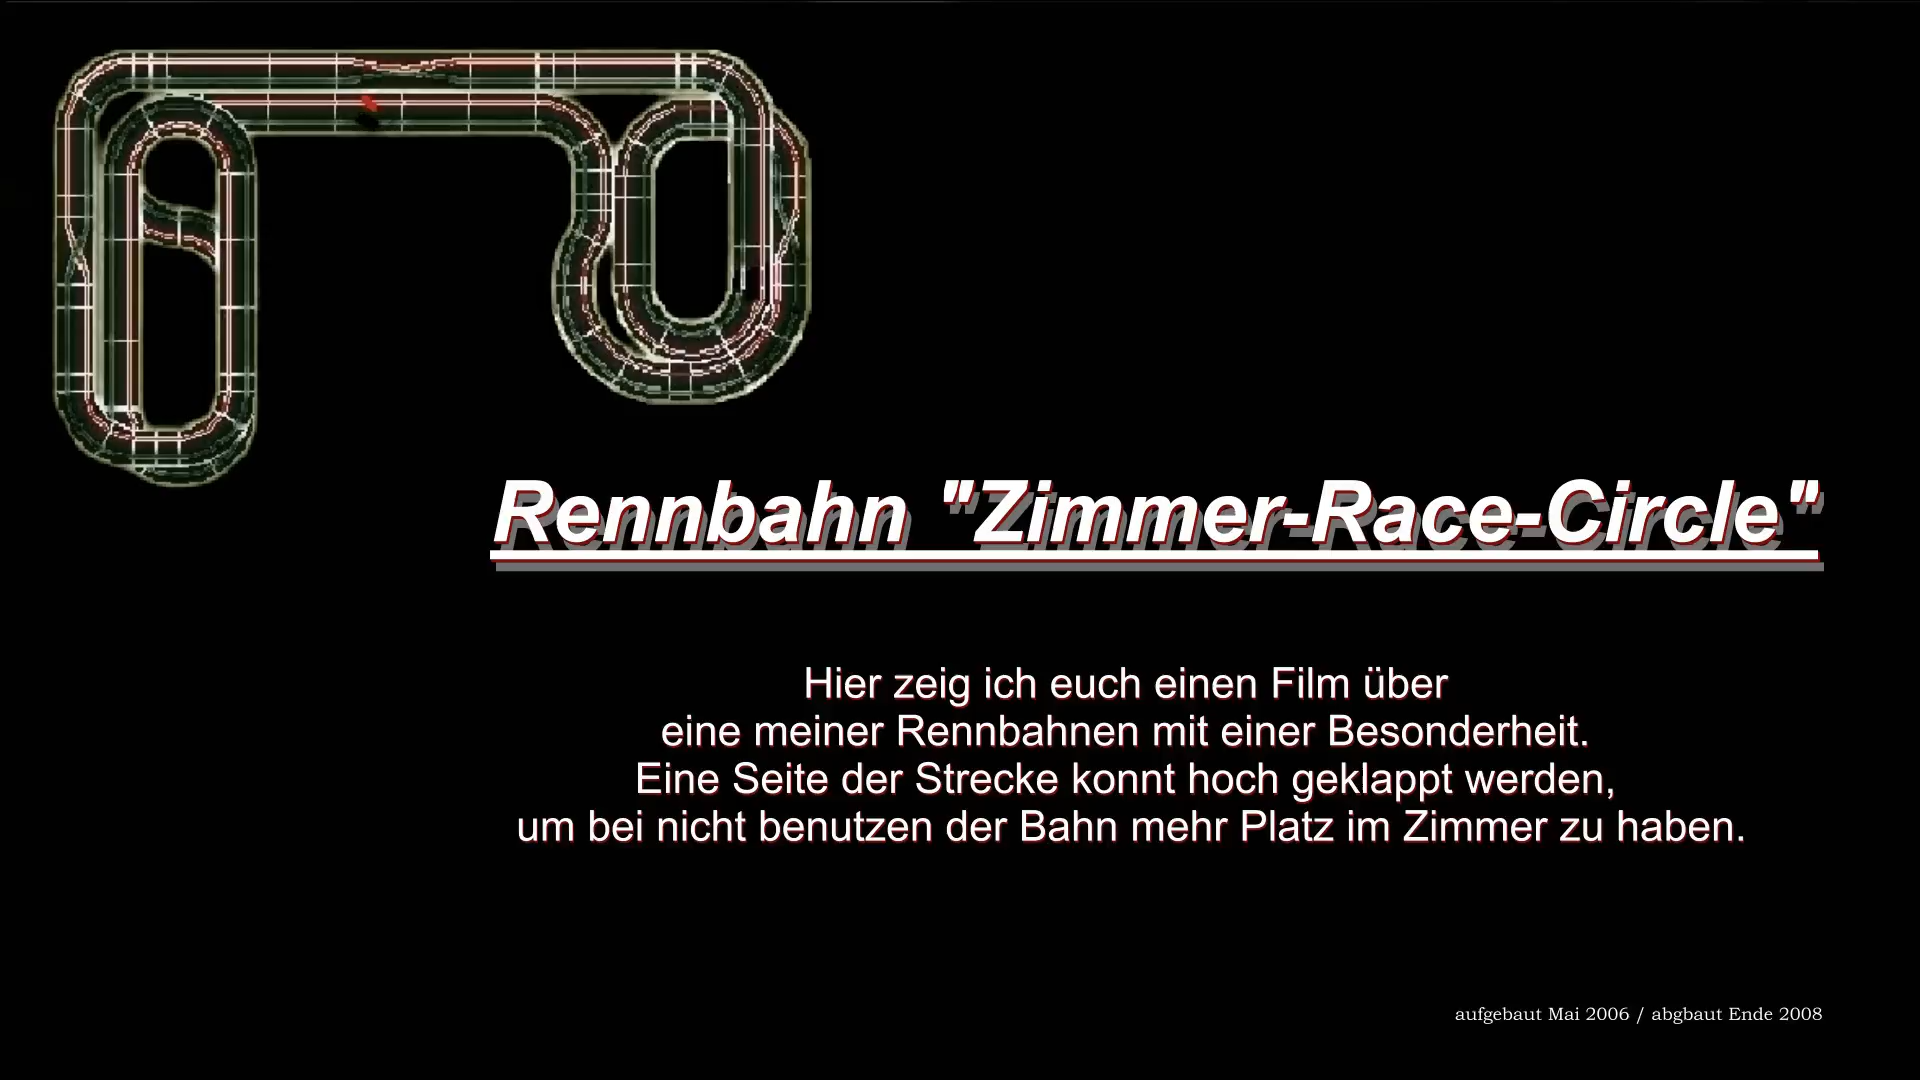 Rennbahn "Zimmer-Race-Circle"
Hier zeig ich euch einen Film über
eine meiner Rennbahnen mit einer Besonderheit.
Eine Seite der Strecke konnt hoch geklappt werden,
um bei nicht benutzen der Bahn mehr Platz im Zimmer zu haben.
aufgebaut Mai 2006 / abgbaut Ende 2008